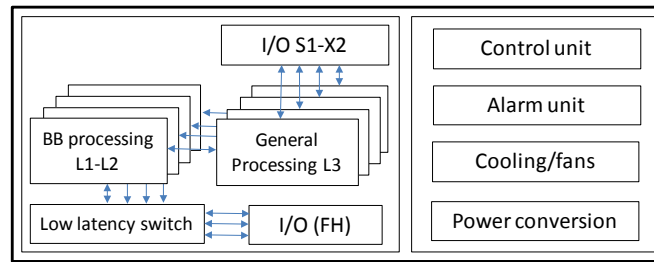 I/O S1-X2
BB processing
L1-L2
General
Processing L3
Low latency switch
I/O (FH)
Control unit
Alarm unit
Cooling/fans
Power conversion